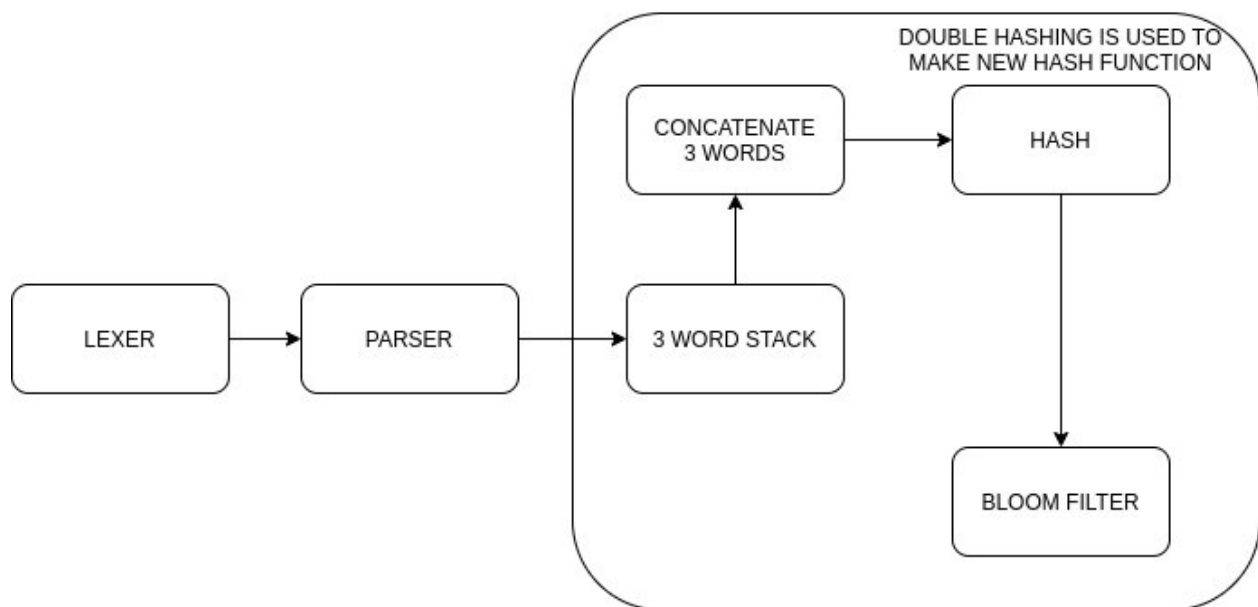 DOUBLE HASHING IS USED TO
MAKE NEW HASH FUNCTION
CONCATENATE
3 WORDS
HASH
LEXER
PARSER
3 WORD STACK
BLOOM FILTER